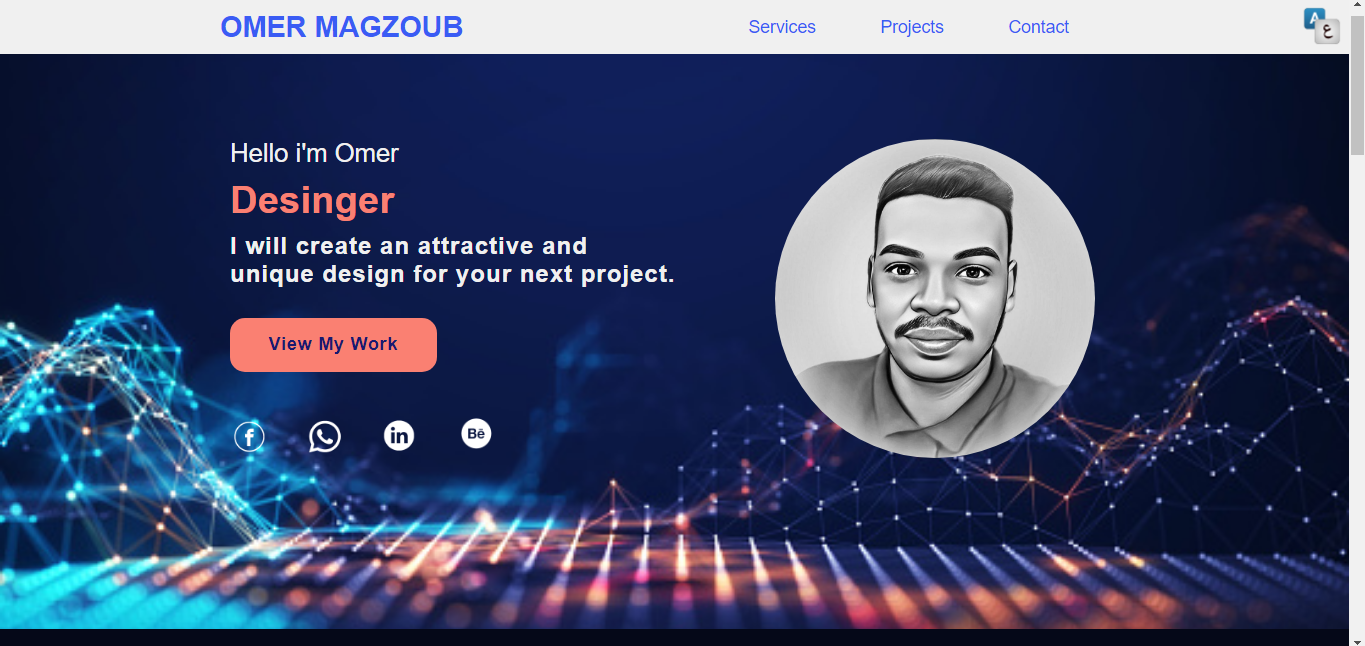 OMER MAGZOUB
Services Projects Contact
A
ع
Hello i'm Omer
Desinger
I will create an attractive and
unique design for your next project.
View My Work
f in Bē